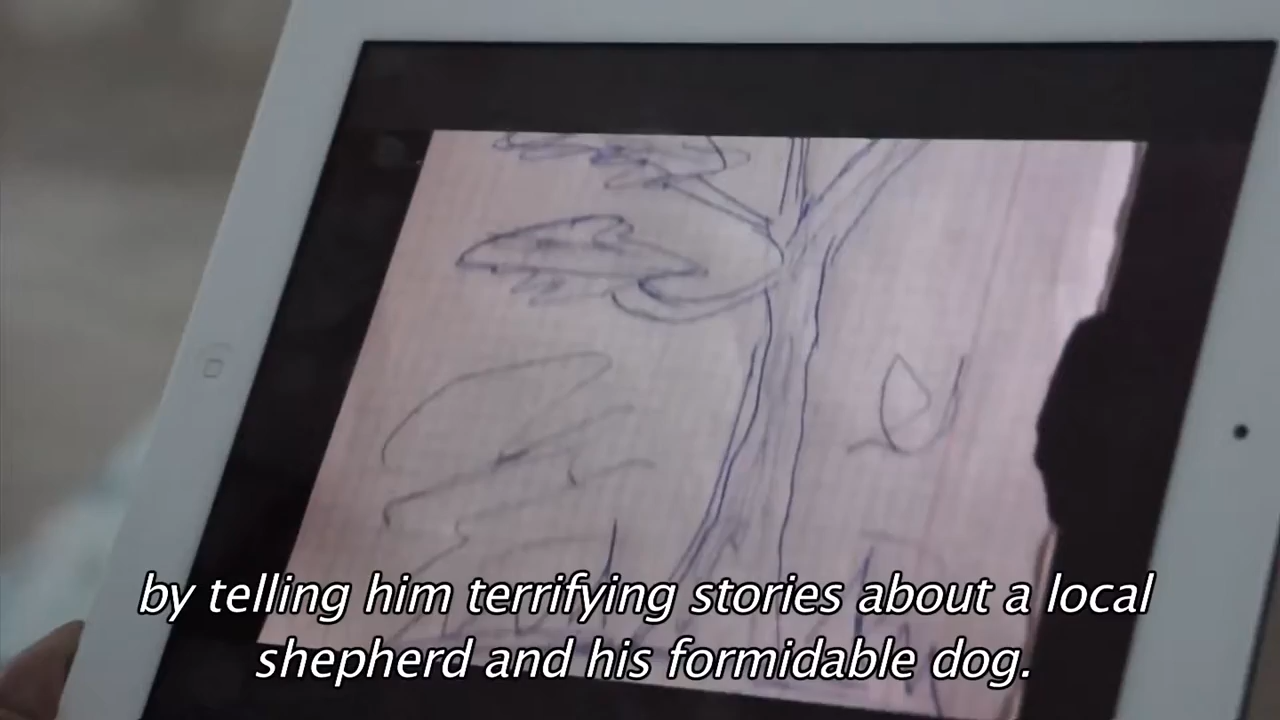 by telling him terrifying stories about a local
shepherd and his formidable dog.